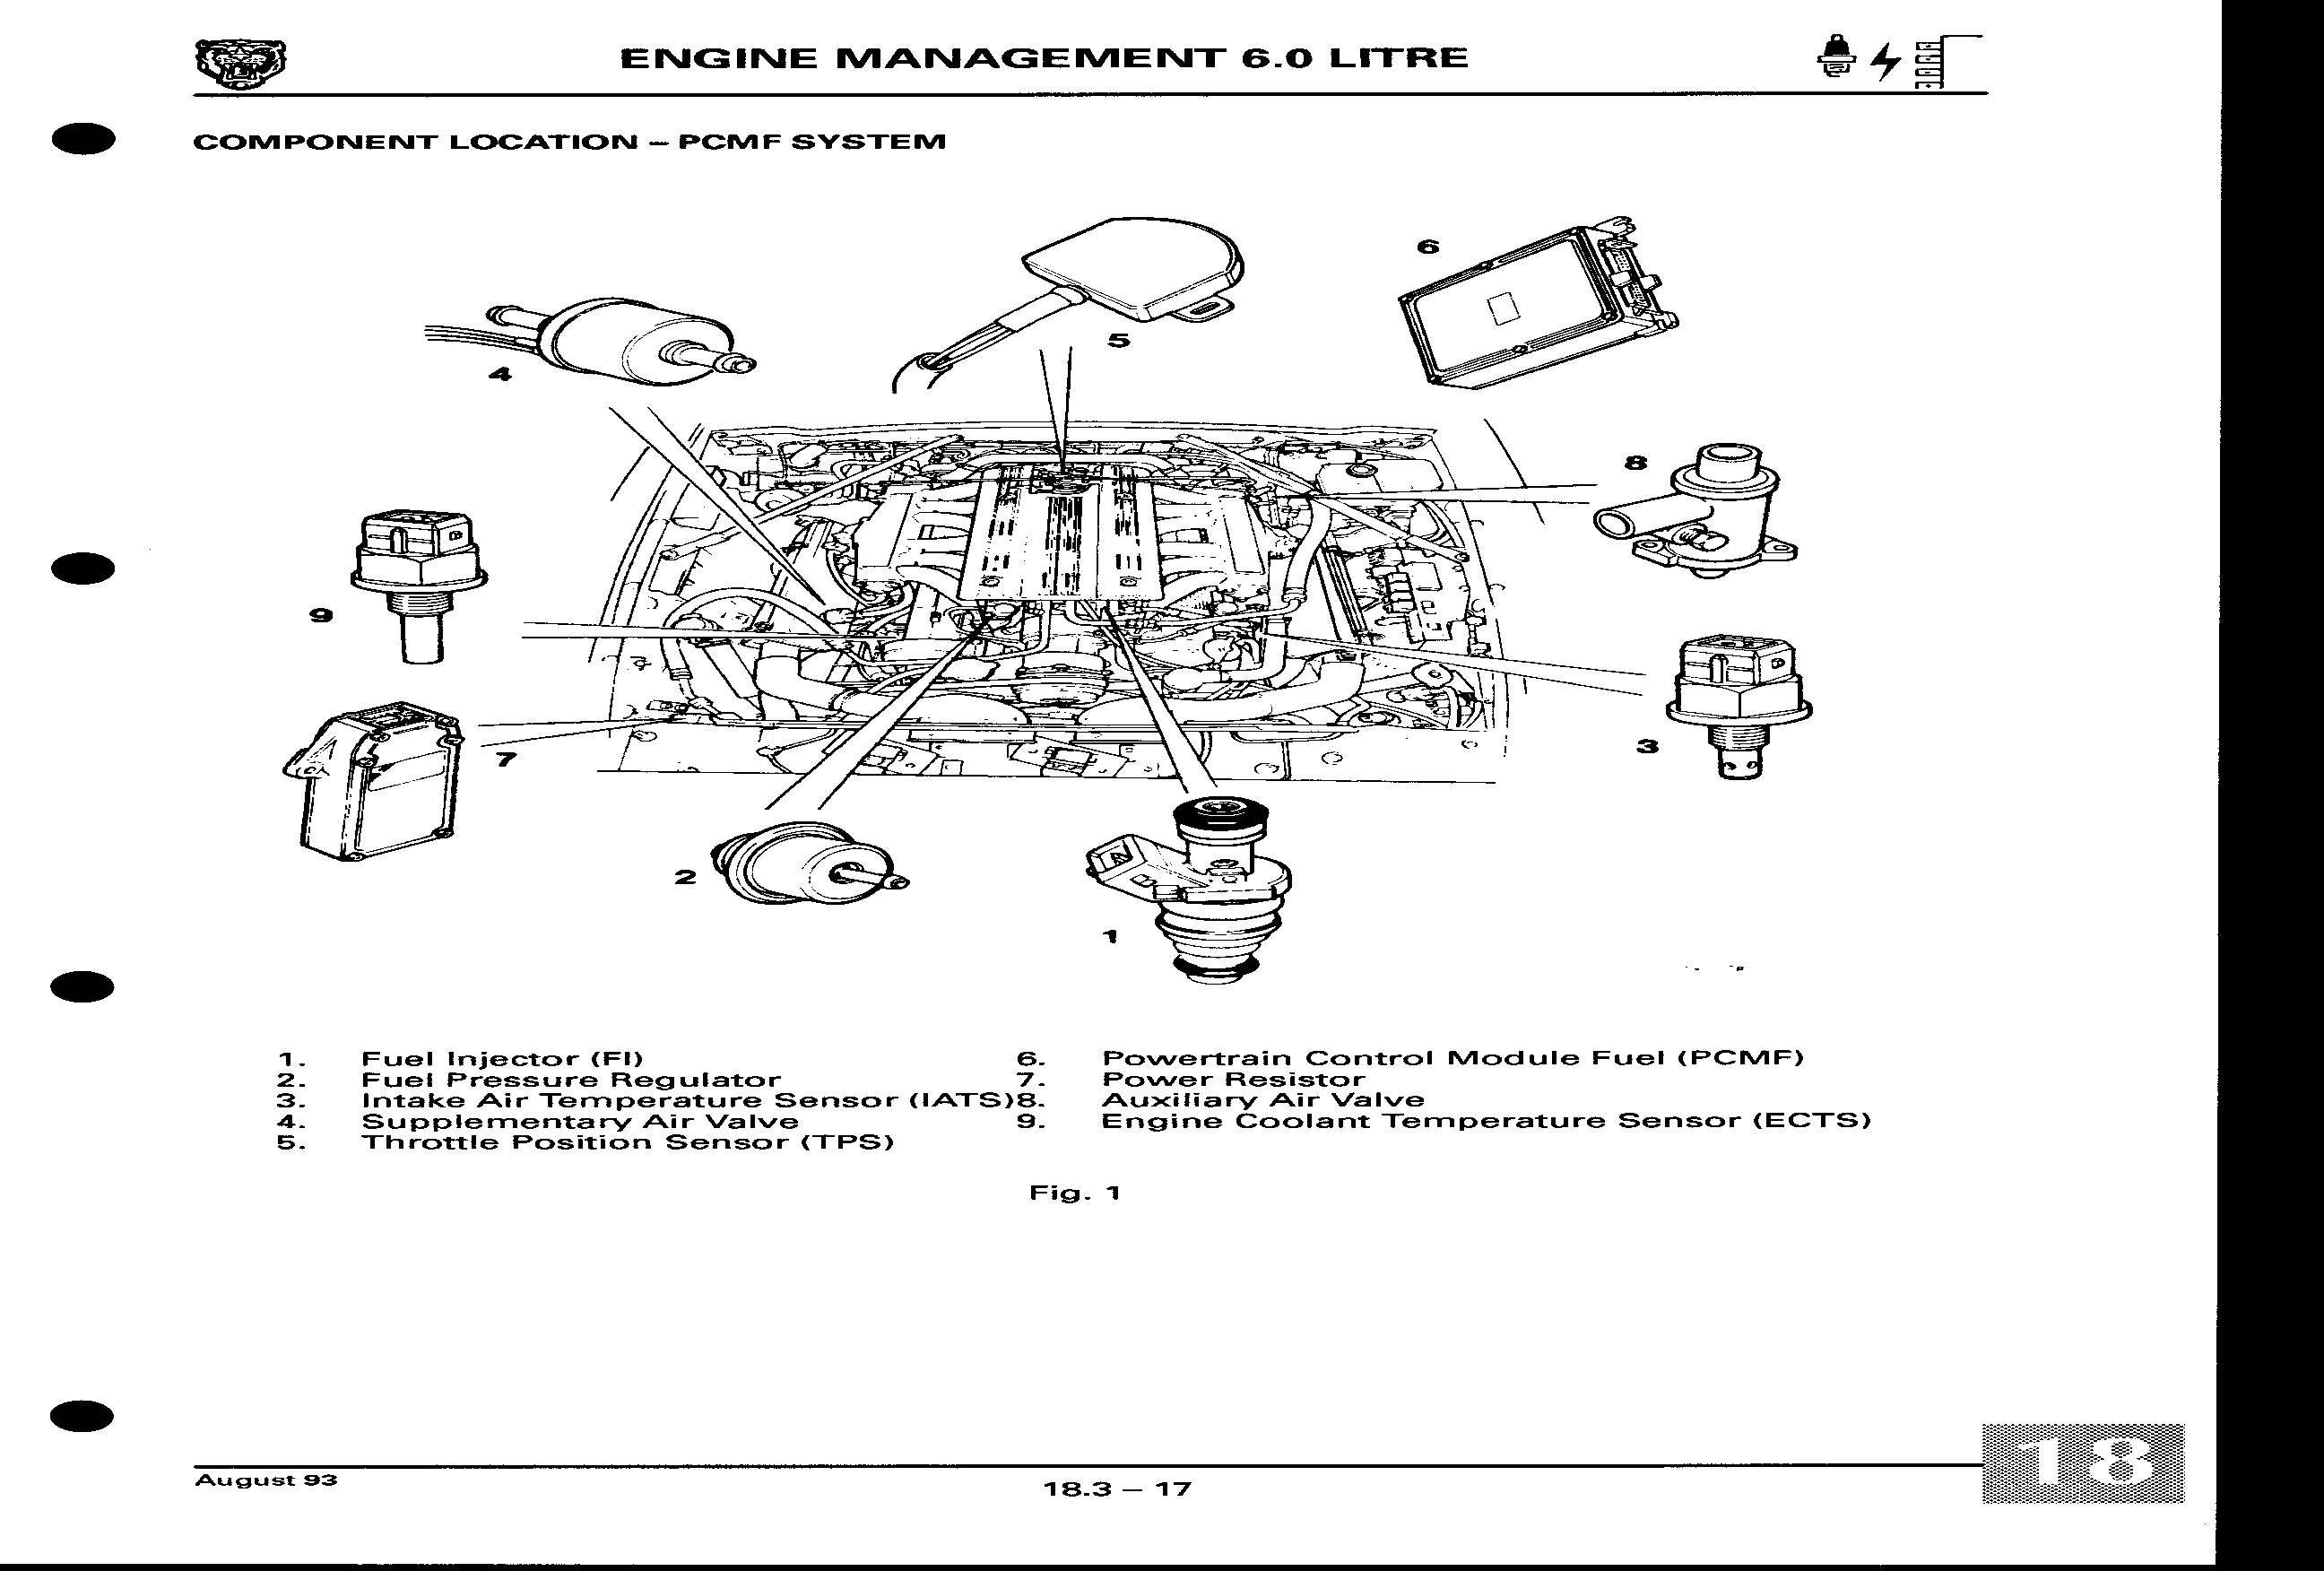 ENGINE MANAGEMENT 6.0 LITRE
COMPONENT LOCATION – PCMF SYSTEM
6
5
4
8
9
3
7
2
1
1. Fuel Injector (FI)
2. Fuel Pressure Regulator
3. Intake Air Temperature Sensor (IATS)
4. Supplementary Air Valve
5. Throttle Position Sensor (TPS)
6. Powertrain Control Module Fuel (PCMF)
7. Power Resistor
8. Auxiliary Air Valve
9. Engine Coolant Temperature Sensor (ECTS)
Fig. 1
August 93
18.3 – 17
18